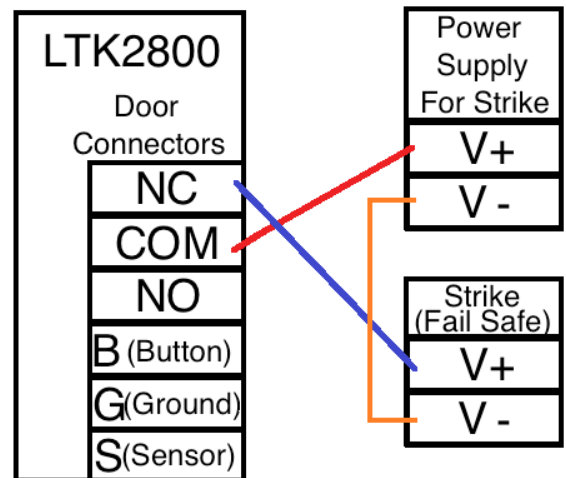 LTK2800
Door
Connectors
NC
COM
NO
B (Button)
G(Ground)
S(Sensor)
Power
Supply
For Strike
V+
V -
Strike
(Fail Safe)
V+
V -